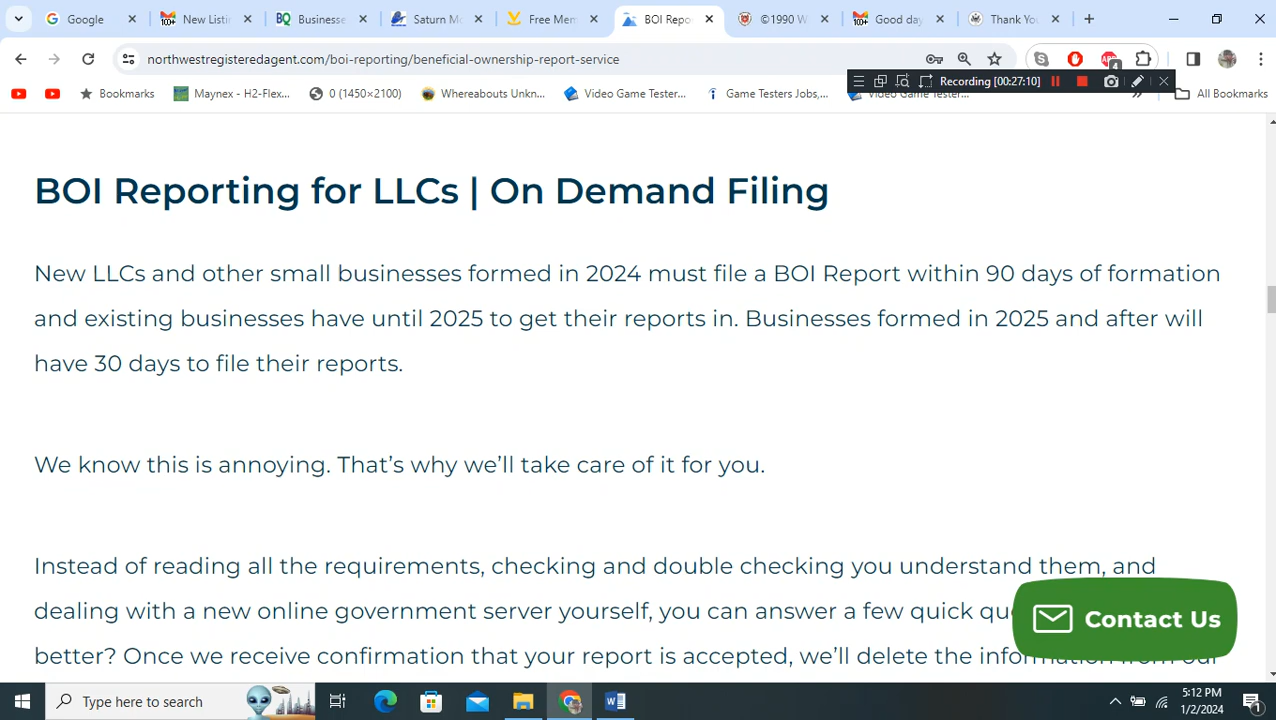 Google
New Listi
Businesse
Saturn Mo
Free Mem
BOI Repo
©1990 W
Good day
Thank You
northwestregisteredagent.com/boi-reporting/beneficial-ownership-report-service
Recording [00:27:10]
Bookmarks
Maynex - H2-Flex...
0 (1450×2100)
Whereabouts Unkn...
Video Game Tester...
Game Testers Jobs,...
Video Game Tester...
All Bookmarks
BOI Reporting for LLCs | On Demand Filing
New LLCs and other small businesses formed in 2024 must file a BOI Report within 90 days of formation
and existing businesses have until 2025 to get their reports in. Businesses formed in 2025 and after will
have 30 days to file their reports.
We know this is annoying. That's why we'll take care of it for you.
Instead of reading all the requirements, checking and double checking you understand them, and
dealing with a new online government server yourself, you can answer a few quick
better? Once we receive confirmation that your report is accepted, we'll delete the information from our
Contact Us
Type here to search
5:12 PM
1/2/2024